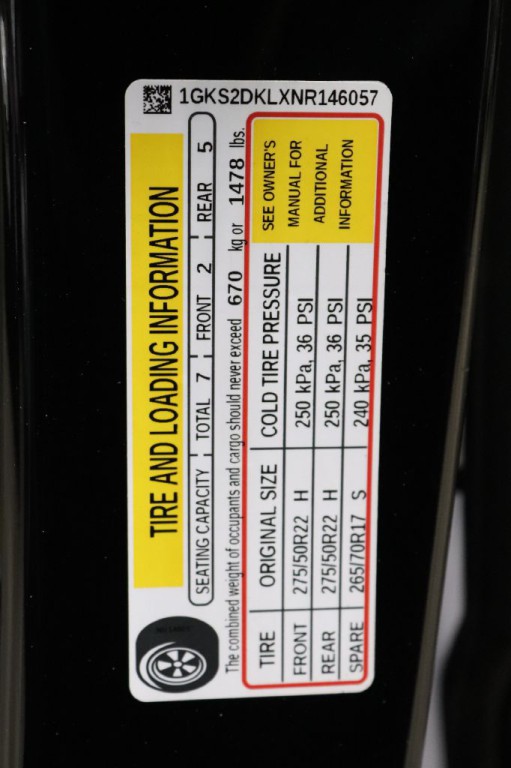 1GKS2DKLXNR146057
TIRE AND LOADING INFORMATION
SEATING CAPACITY | TOTAL 7 | FRONT 2 | REAR 5
The combined weight of occupants and cargo should never exceed 670 kg or 1478 lbs.
TIRE ORIGINAL SIZE COLD TIRE PRESSURE SEE OWNER'S
FRONT 275/50R22 H 250 kPa, 36 PSI MANUAL FOR
REAR 275/50R22 H 250 kPa, 36 PSI ADDITIONAL
SPARE 265/70R17 S 240 kPa, 35 PSI INFORMATION